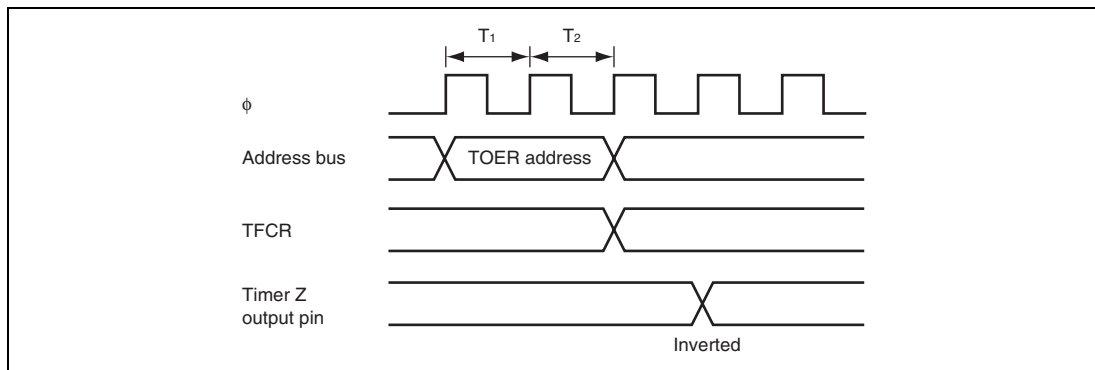 T1 T2
ϕ
Address bus TOER address
TFCR
Timer Z
output pin
Inverted